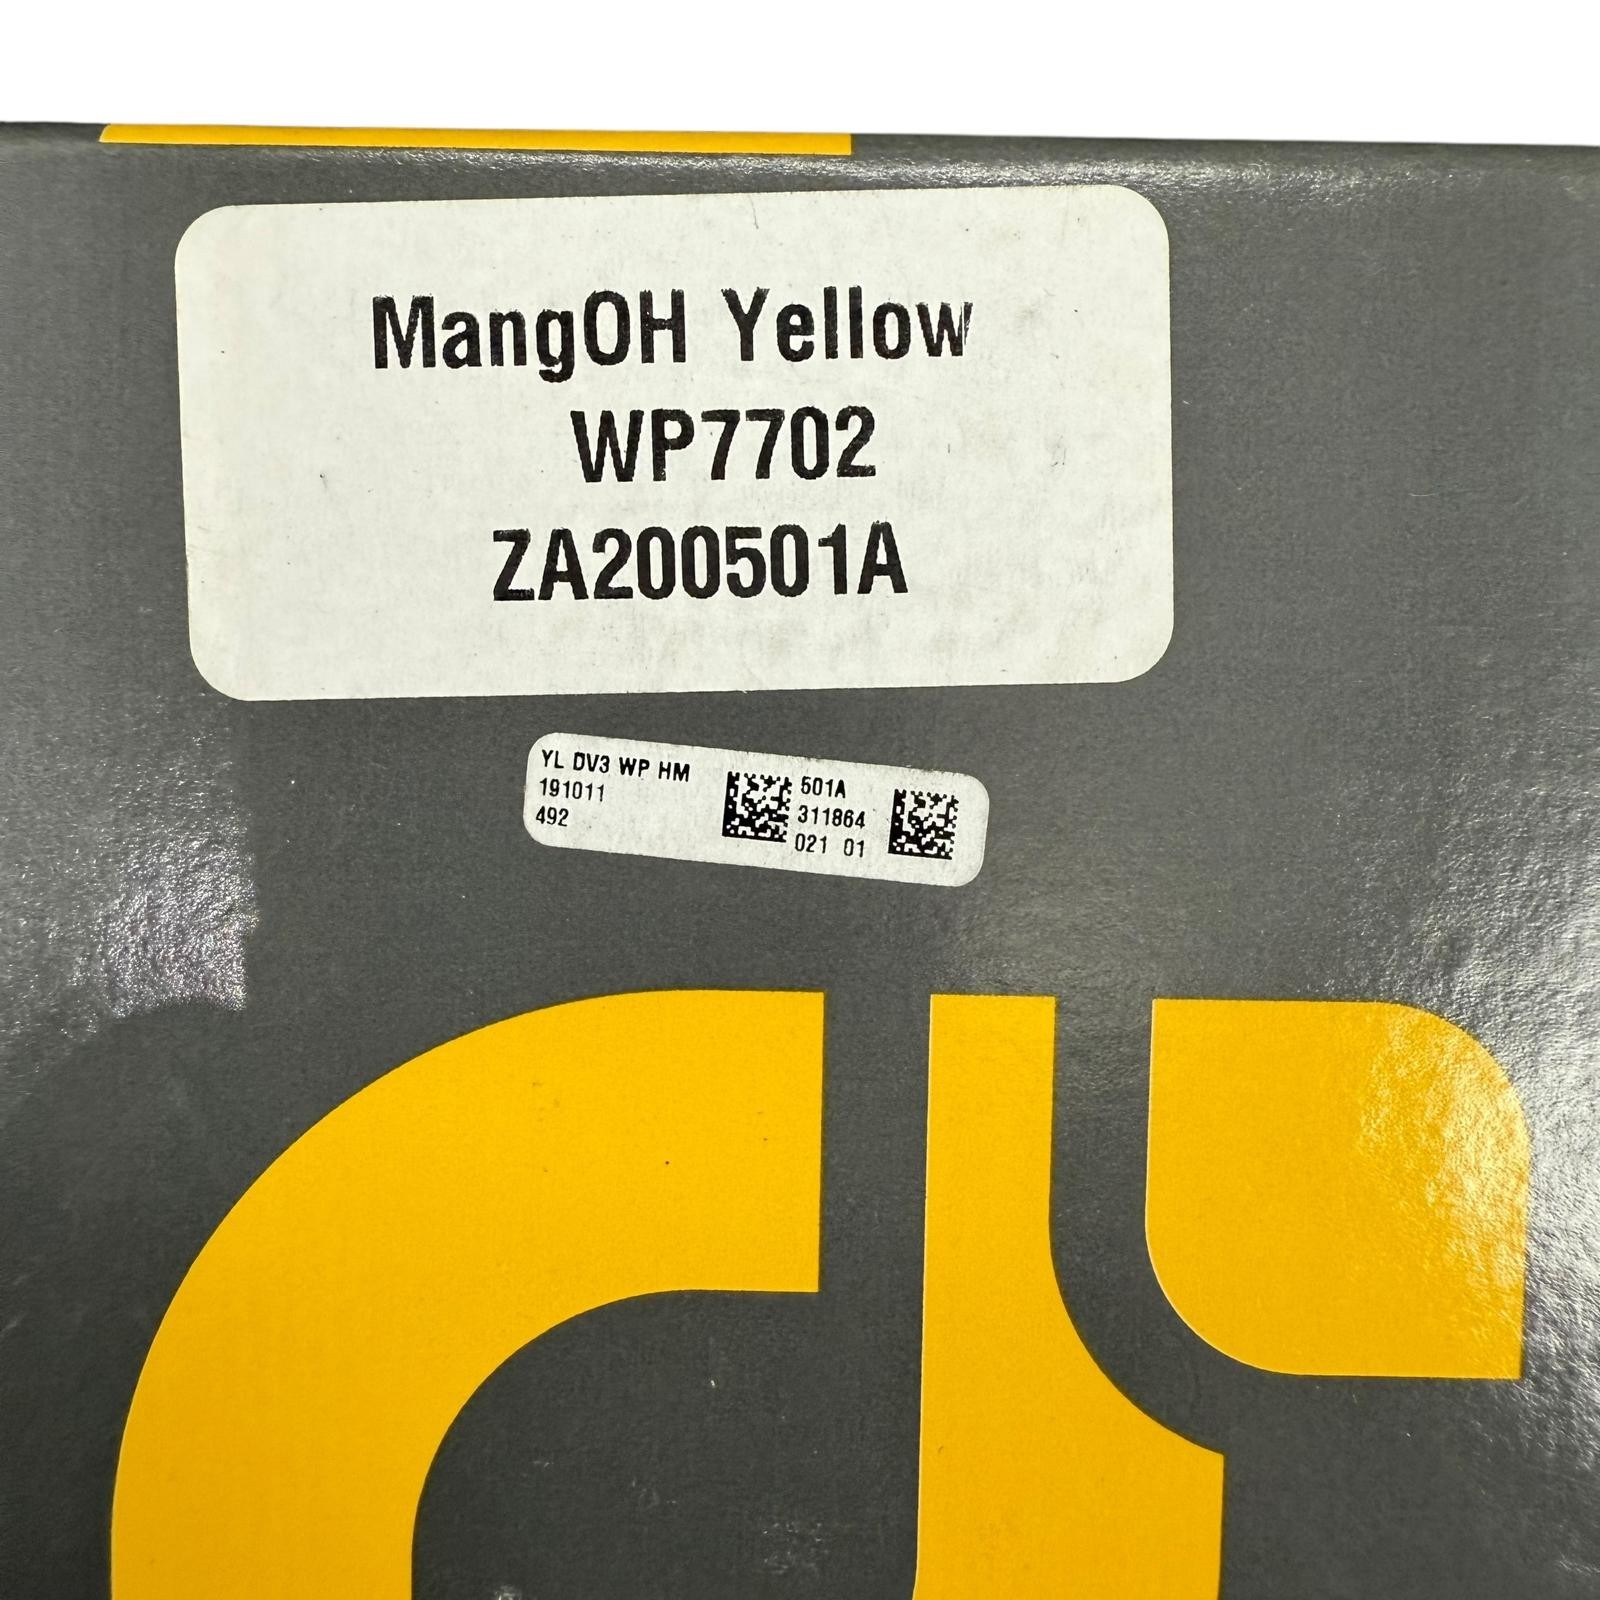 MangOH Yellow
WP7702
ZA200501A
YL DV3 WP HM
191011
492
501A
311864
021 01